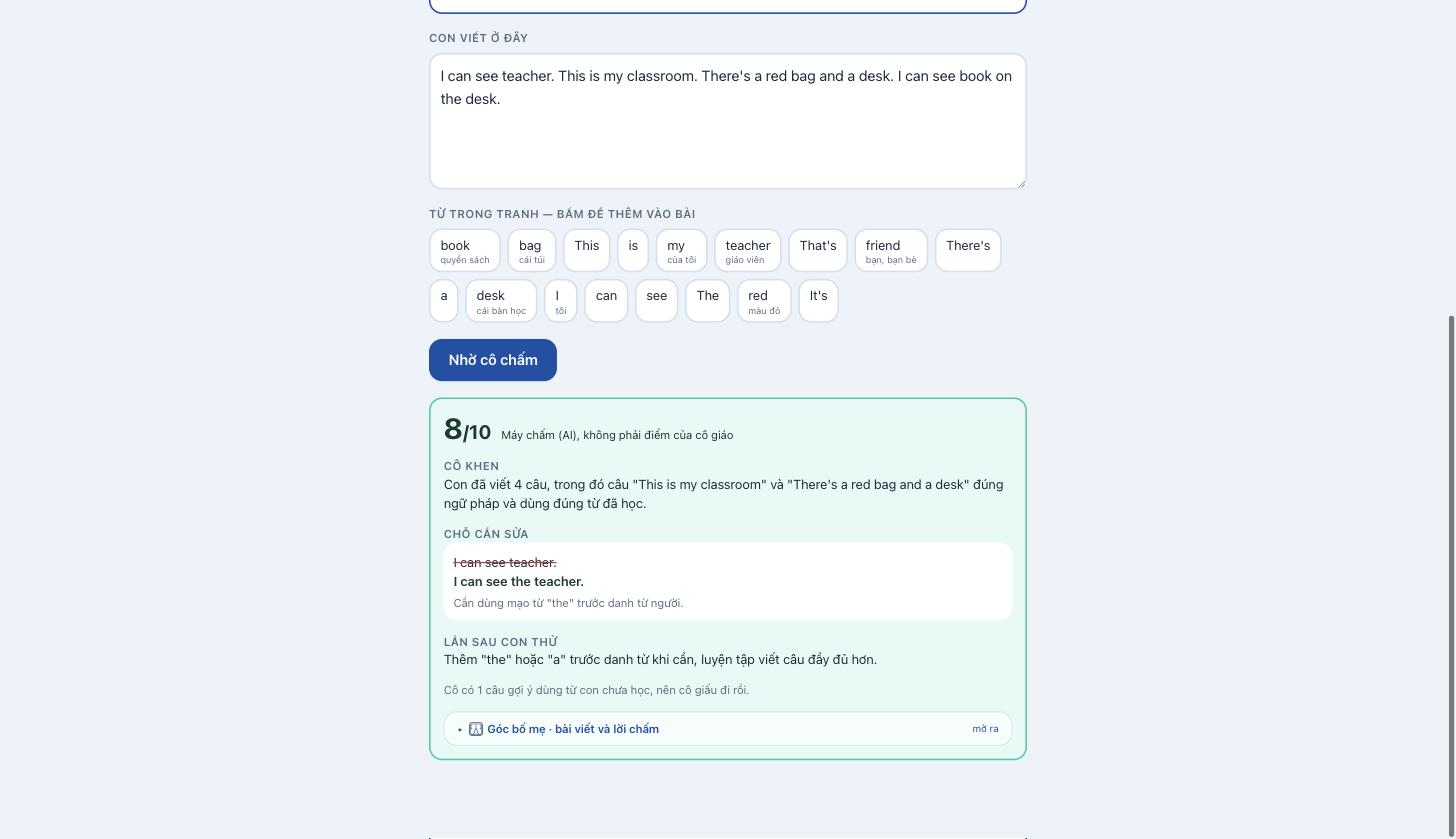 CON VIẾT Ở ĐÂY
I can see teacher. This is my classroom. There's a red bag and a desk. I can see book on
the desk.
TỪ TRONG TRANH — BẤM ĐỂ THÊM VÀO BÀI
book bag This is my teacher That's friend There's
quyển sách cái túi của tôi giáo viên bạn, bạn bè
a desk I can see The red It's
cái bàn học tôi màu đỏ
Nhờ cô chấm
8/10 Máy chấm (AI), không phải điểm của cô giáo
CÔ KHEN
Con đã viết 4 câu, trong đó câu "This is my classroom" và "There's a red bag and a desk" đúng
ngữ pháp và dùng đúng từ đã học.
CHỖ CẦN SỬA
I can see teacher.
I can see the teacher.
Cần dùng mạo từ "the" trước danh từ người.
LẦN SAU CON THỬ
Thêm "the" hoặc "a" trước danh từ khi cần, luyện tập viết câu đầy đủ hơn.
Cô có 1 câu gợi ý dùng từ con chưa học, nên cô giấu đi rồi.
Góc bố mẹ · bài viết và lời chấm mở ra